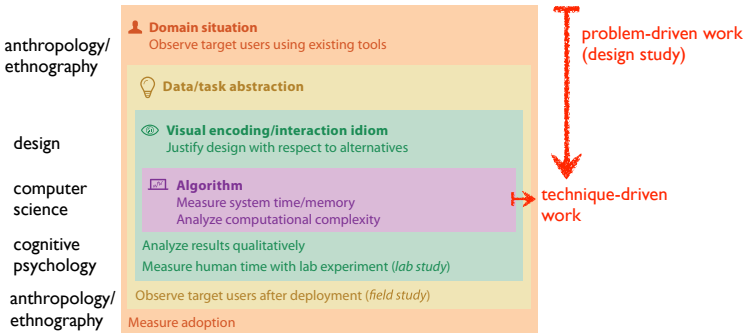 Domain situation
Observe target users using existing tools
problem-driven work
(design study)
anthropology/
ethnography
Data/task abstraction
Visual encoding/interaction idiom
Justify design with respect to alternatives
design
Algorithm
Measure system time/memory
Analyze computational complexity
computer
science
technique-driven
work
cognitive
psychology
Analyze results qualitatively
Measure human time with lab experiment (lab study)
anthropology/
ethnography
Observe target users after deployment (field study)
Measure adoption